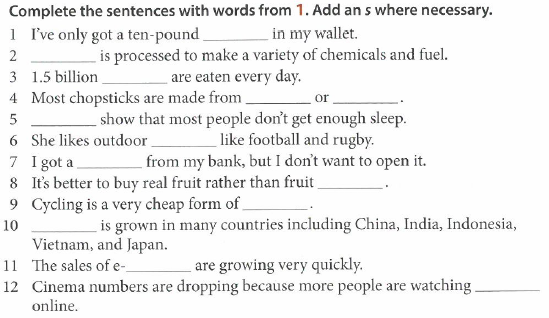 Complete the sentences with words from 1. Add an s where necessary.
1 I've only got a ten-pound ________ in my wallet.
2 ________ is processed to make a variety of chemicals and fuel.
3 1.5 billion ________ are eaten every day.
4 Most chopsticks are made from ________ or ________.
5 ________ show that most people don't get enough sleep.
6 She likes outdoor ________ like football and rugby.
7 I got a ________ from my bank, but I don't want to open it.
8 It's better to buy real fruit rather than fruit ________.
9 Cycling is a very cheap form of ________.
10 ________ is grown in many countries including China, India, Indonesia,
Vietnam, and Japan.
11 The sales of e-________ are growing very quickly.
12 Cinema numbers are dropping because more people are watching ________
online.